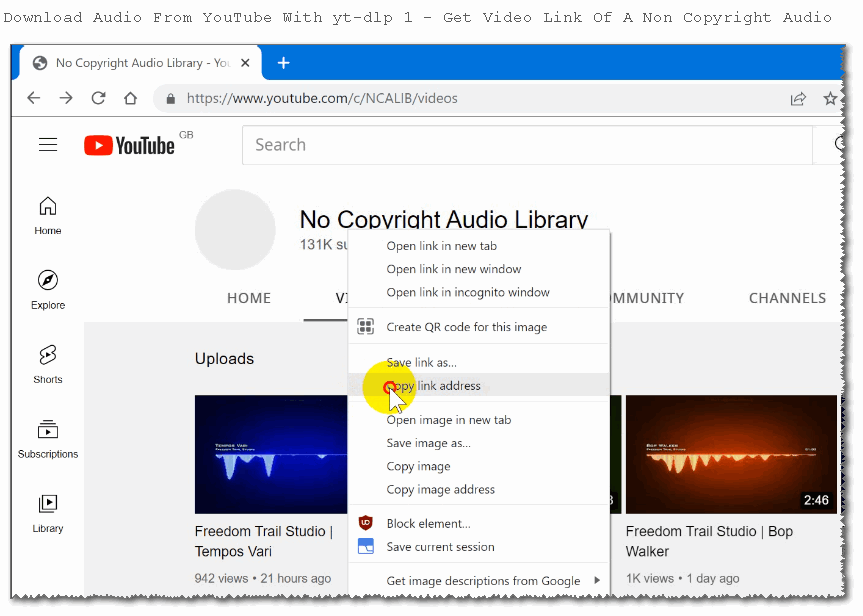 Download Audio From YouTube With yt-dlp 1 - Get Video Link Of A Non Copyright Audio
No Copyright Audio Library - You
https://www.youtube.com/c/NCALIB/videos
YouTube GB
Search
Home
Explore
Shorts
Subscriptions
Library
No Copyright Audio Library
131K su
HOME
VI
MMUNITY
CHANNELS
Open link in new tab
Open link in new window
Open link in incognito window
Create QR code for this image
Save link as...
Copy link address
Open image in new tab
Save image as...
Copy image
Copy image address
Block element...
Save current session
Get image descriptions from Google
Uploads
TEMPOS VARI
FREEDOM TRAIL STUDIO
Freedom Trail Studio |
Tempos Vari
942 views • 21 hours ago
BOP WALKER
FREEDOM TRAIL STUDIO
2:46
Freedom Trail Studio | Bop
Walker
1K views • 1 day ago